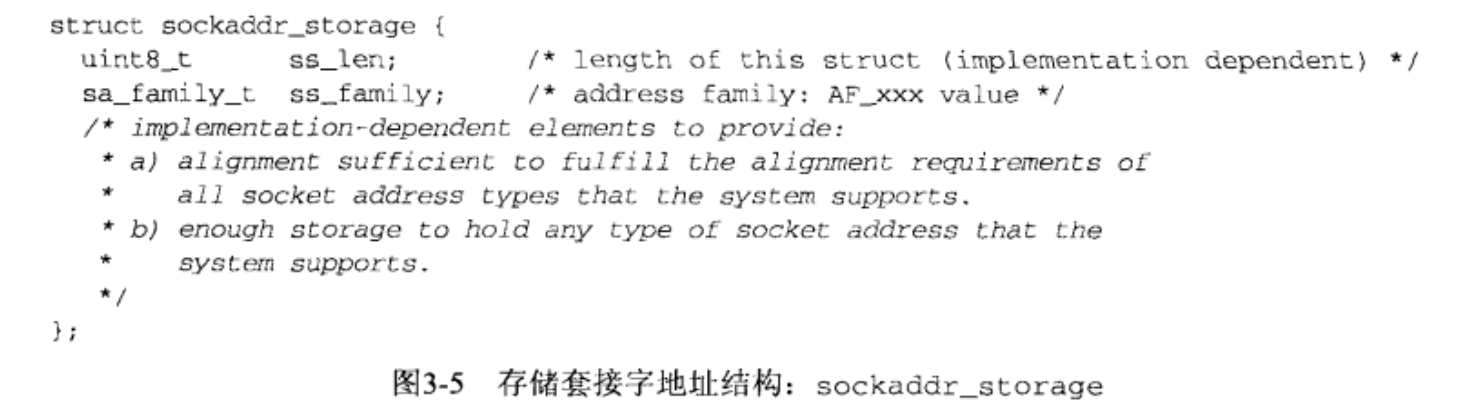 struct sockaddr_storage {
  uint8_t      ss_len;       /* length of this struct (implementation dependent) */
  sa_family_t  ss_family;    /* address family: AF_xxx value */
  /* implementation-dependent elements to provide:
   * a) alignment sufficient to fulfill the alignment requirements of
   *    all socket address types that the system supports.
   * b) enough storage to hold any type of socket address that the
   *    system supports.
   */
};
图3-5 存储套接字地址结构：sockaddr_storage